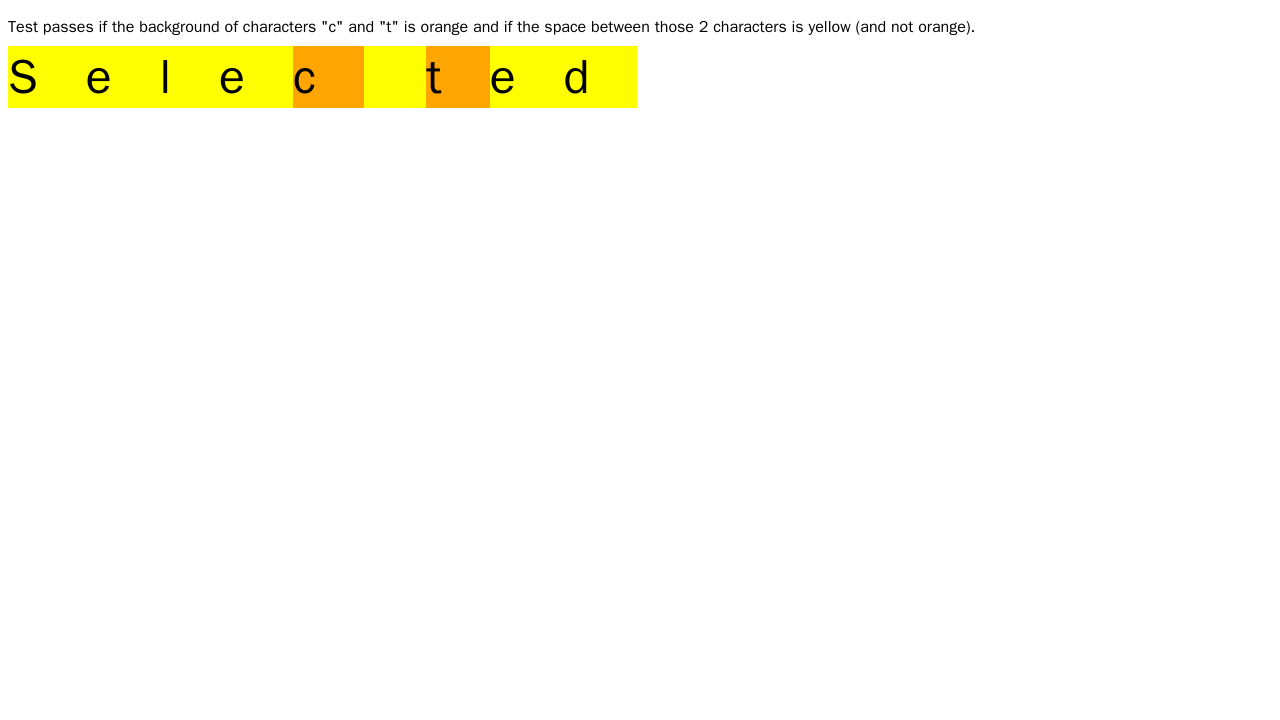 Test passes if the background of characters "c" and "t" is orange and if the space between those 2 characters is yellow (and not orange).
S e l e c t e d